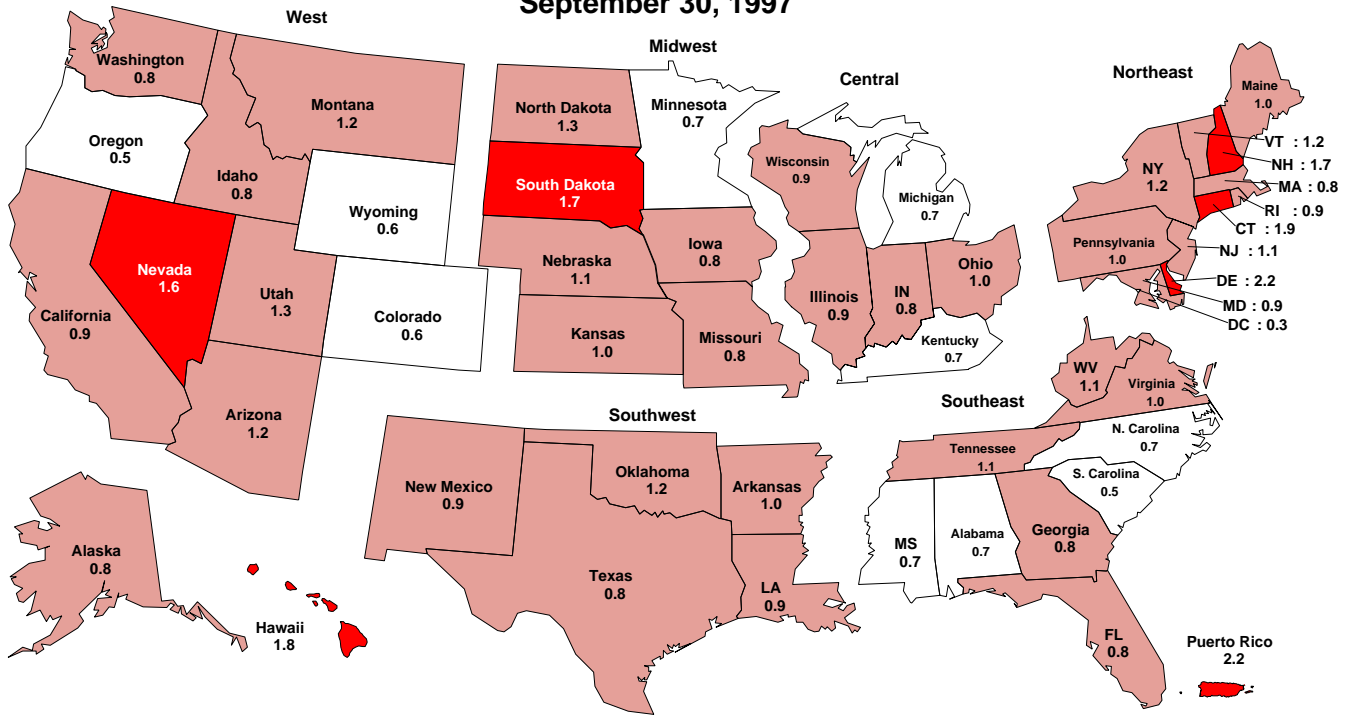 September 30, 1997
West
Washington
0.8
Oregon
0.5
Montana
1.2
Idaho
0.8
Wyoming
0.6
Nevada
1.6
Utah
1.3
Colorado
0.6
California
0.9
Arizona
1.2
Alaska
0.8
Hawaii
1.8
Midwest
North Dakota
1.3
Minnesota
0.7
South Dakota
1.7
Nebraska
1.1
Iowa
0.8
Kansas
1.0
Missouri
0.8
Central
Wisconsin
0.9
Michigan
0.7
Illinois
0.9
IN
0.8
Ohio
1.0
Kentucky
0.7
Northeast
Maine
1.0
VT : 1.2
NH : 1.7
MA : 0.8
RI : 0.9
CT : 1.9
NJ : 1.1
DE : 2.2
MD : 0.9
DC : 0.3
NY
1.2
Pennsylvania
1.0
Southwest
New Mexico
0.9
Oklahoma
1.2
Arkansas
1.0
Texas
0.8
LA
0.9
Southeast
WV
1.1
Virginia
1.0
N. Carolina
0.7
Tennessee
1.1
S. Carolina
0.5
MS
0.7
Alabama
0.7
Georgia
0.8
FL
0.8
Puerto Rico
2.2